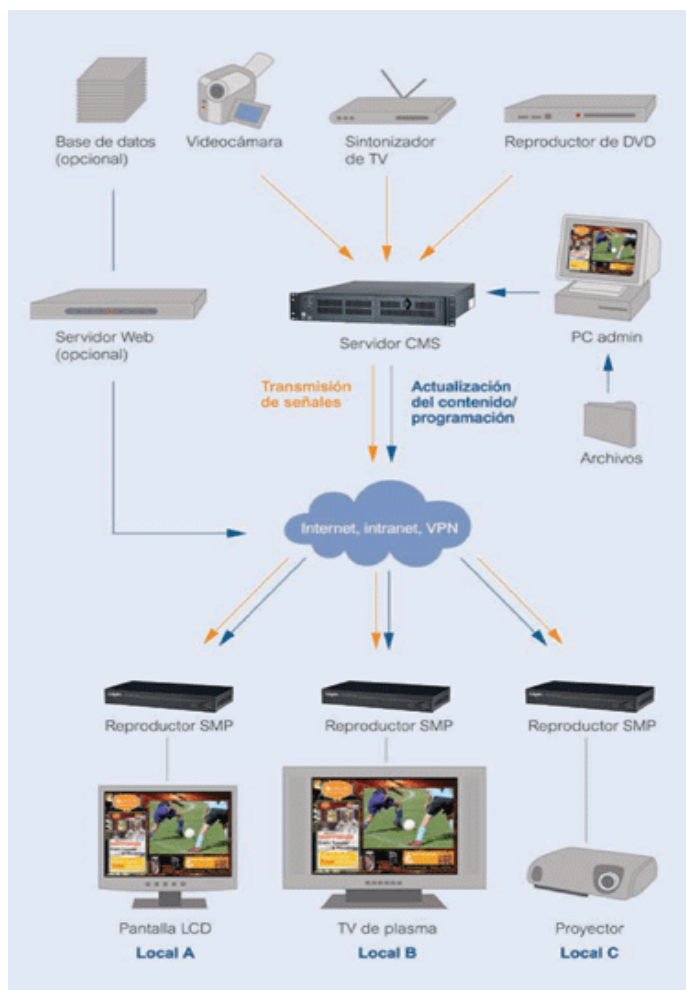 Base de datos
(opcional)
Videocámara
Sintonizador
de TV
Reproductor de DVD
Servidor Web
(opcional)
Servidor CMS
PC admin
Transmisión
de señales
Actualización
del contenido/
programación
Archivos
Internet, intranet, VPN
Reproductor SMP
Reproductor SMP
Reproductor SMP
Pantalla LCD
Local A
TV de plasma
Local B
Proyector
Local C